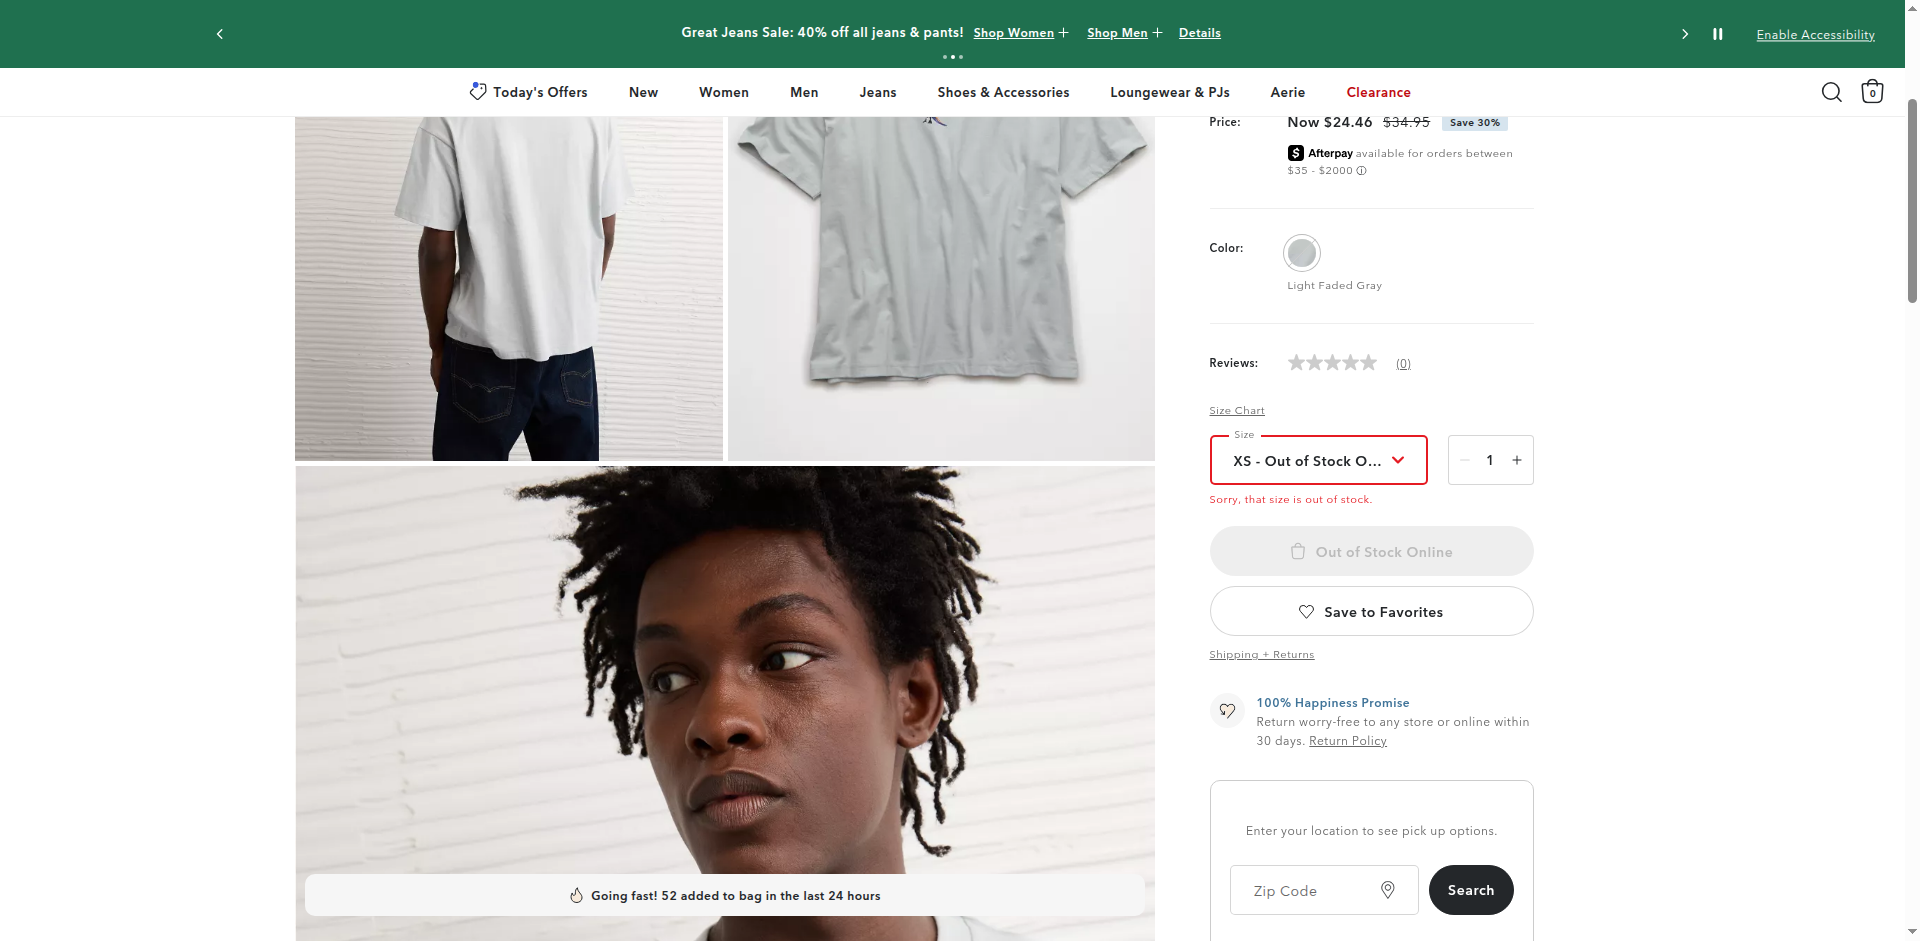 Great Jeans Sale: 40% off all jeans & pants! Shop Women + Shop Men + Details
Enable Accessibility
Today's Offers New Women Men Jeans Shoes & Accessories Loungewear & PJs Aerie Clearance
0
Price: Now $24.46 $34.95 Save 30%
Afterpay available for orders between
$35 - $2000
Color:
Light Faded Gray
Reviews: (0)
Size Chart
Size
XS - Out of Stock O... 1
Sorry, that size is out of stock.
Out of Stock Online
Save to Favorites
Shipping + Returns
100% Happiness Promise
Return worry-free to any store or online within
30 days. Return Policy
Enter your location to see pick up options.
Zip Code Search
Going fast! 52 added to bag in the last 24 hours